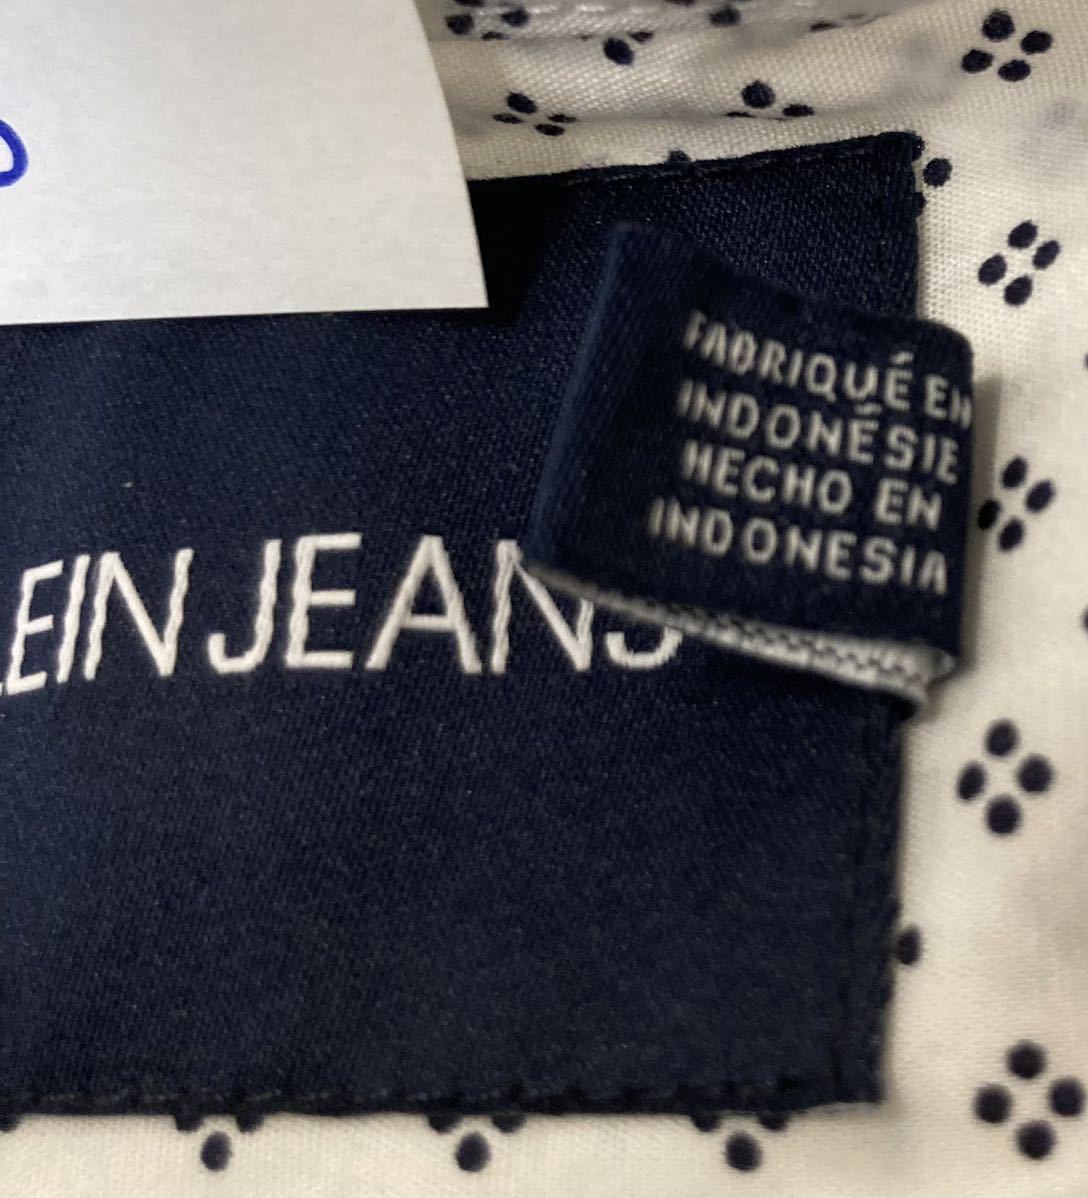 FABRIQUÉ EN
INDONÉSIE
HECHO EN
INDONESIA
LEIN JEANS